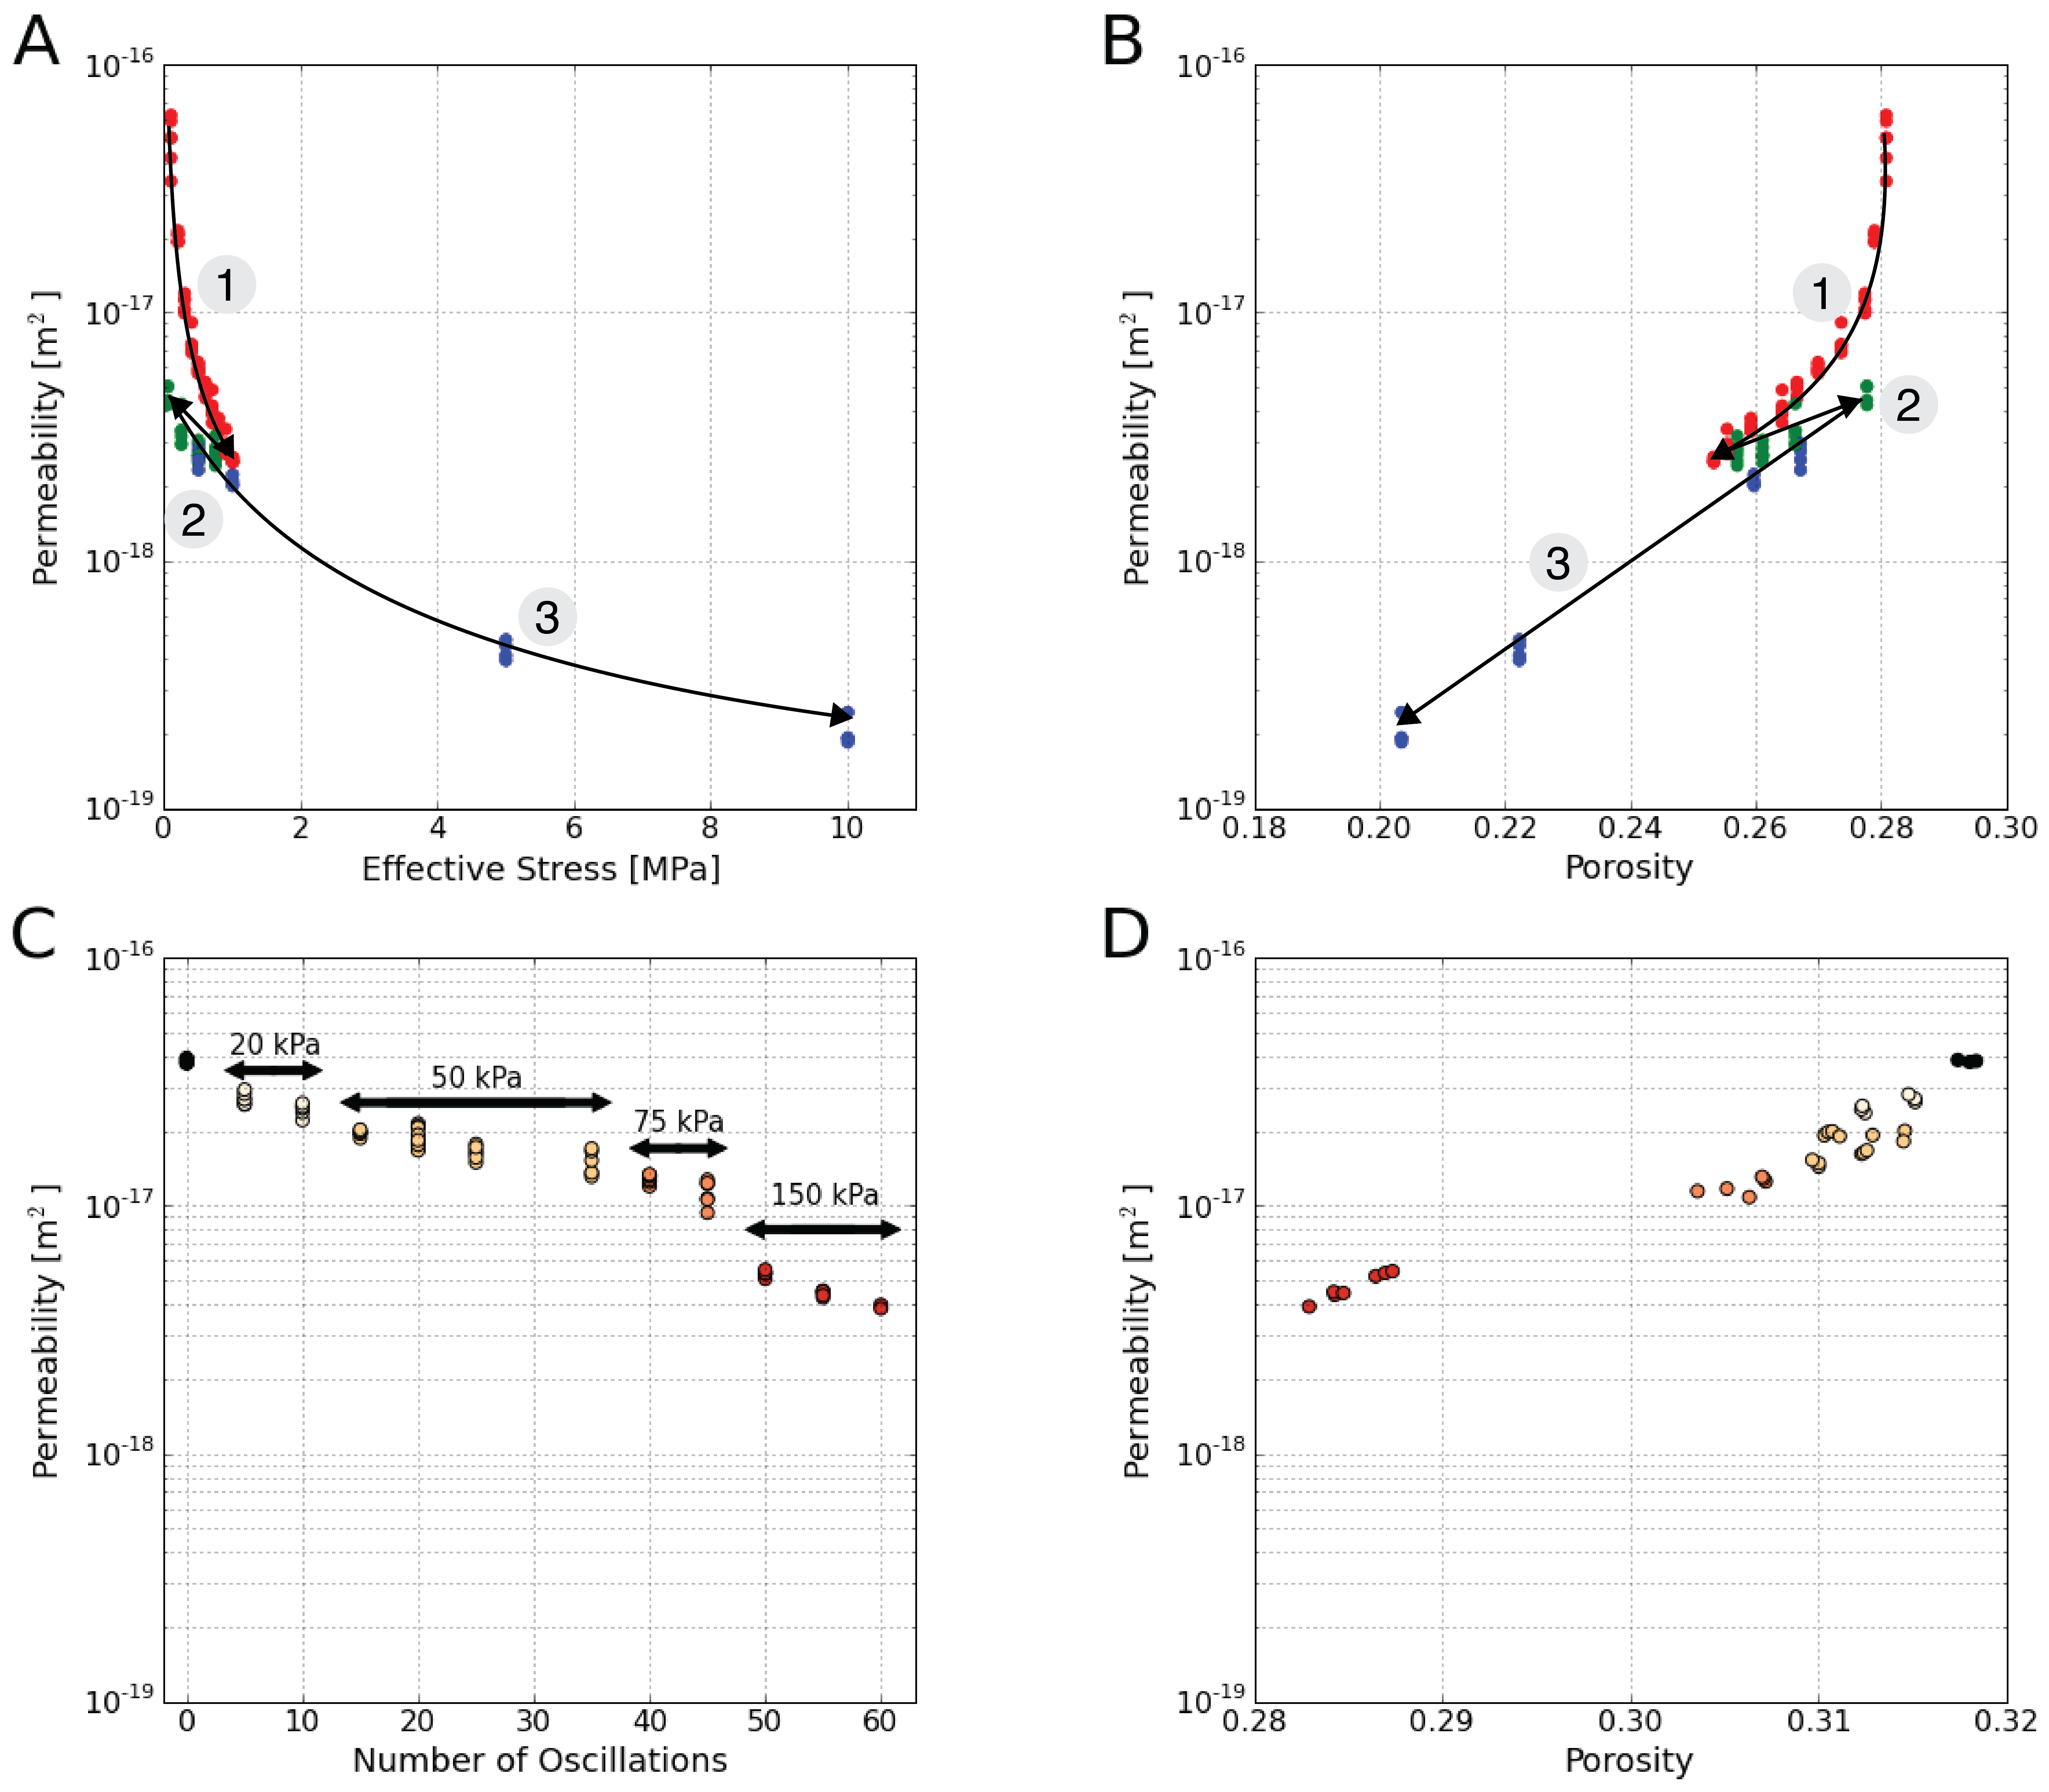 A
10⁻¹⁶
10⁻¹⁷
10⁻¹⁸
10⁻¹⁹
Permeability [m²]
1
2
3
0 2 4 6 8 10
Effective Stress [MPa]
B
10⁻¹⁶
10⁻¹⁷
10⁻¹⁸
10⁻¹⁹
Permeability [m²]
1
2
3
0.18 0.20 0.22 0.24 0.26 0.28 0.30
Porosity
C
10⁻¹⁶
10⁻¹⁷
10⁻¹⁸
10⁻¹⁹
Permeability [m²]
20 kPa
50 kPa
75 kPa
150 kPa
0 10 20 30 40 50 60
Number of Oscillations
D
10⁻¹⁶
10⁻¹⁷
10⁻¹⁸
10⁻¹⁹
Permeability [m²]
0.28 0.29 0.30 0.31 0.32
Porosity